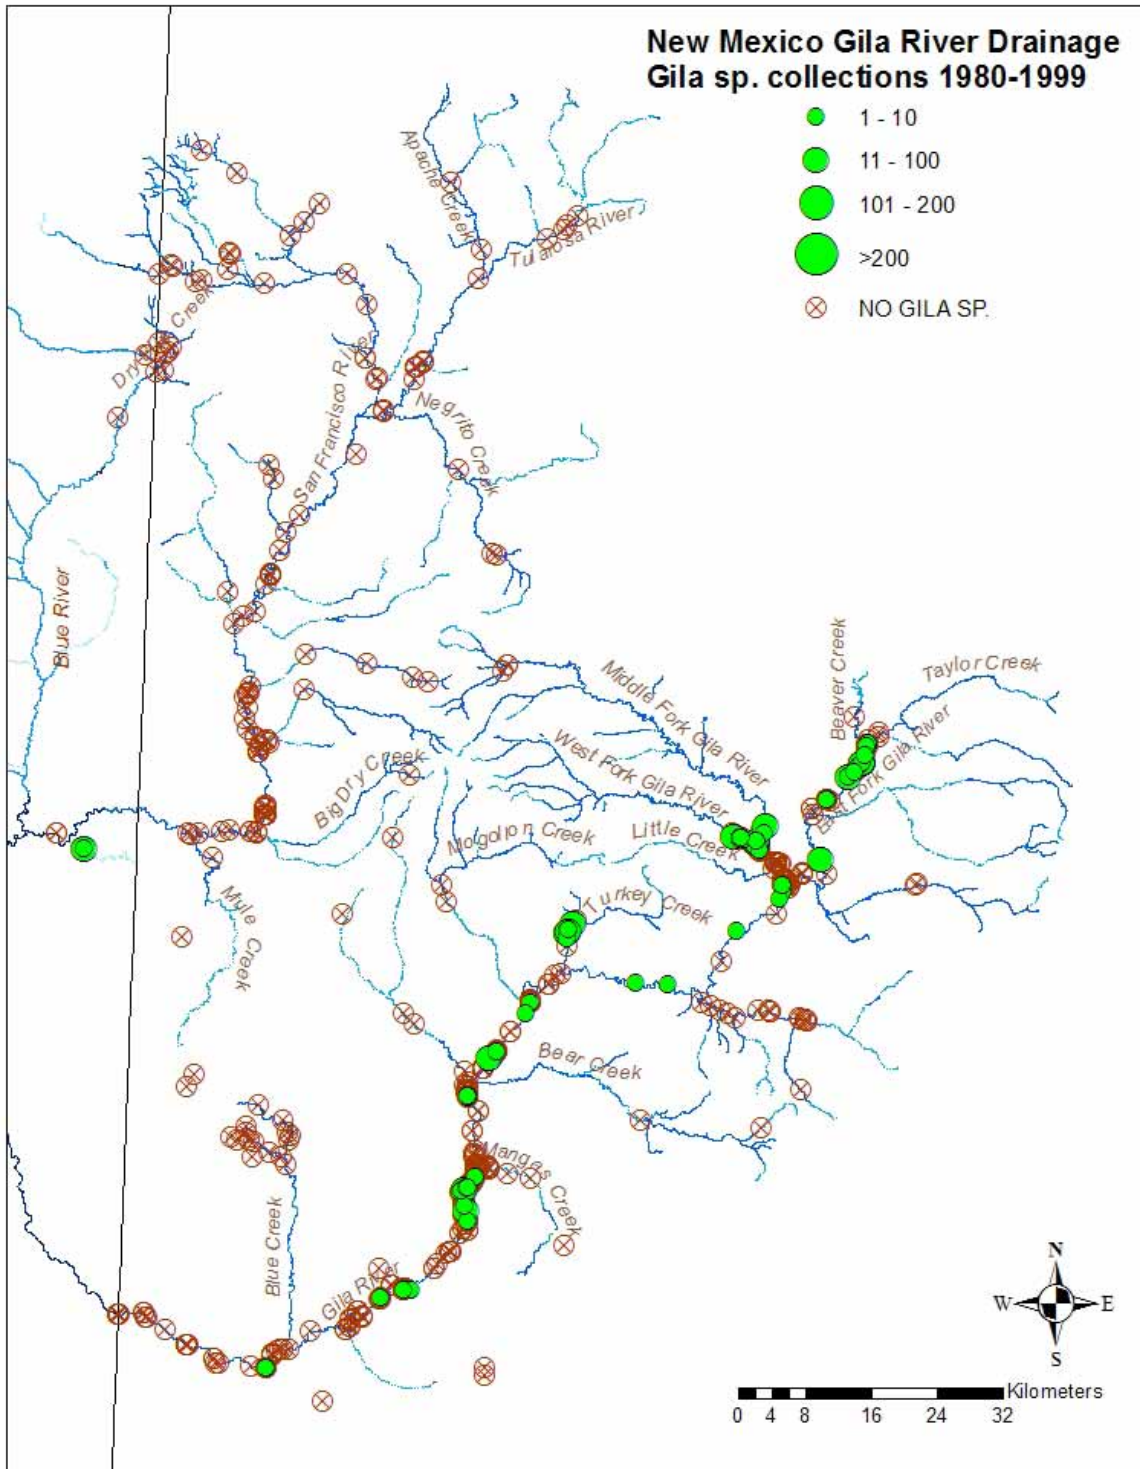 New Mexico Gila River Drainage
Gila sp. collections 1980-1999
1 - 10
11 - 100
101 - 200
>200
NO GILA SP.
Apache Creek
Tularosa River
Dry Creek
San Francisco River
Negrito Creek
Blue River
Middle Fork Gila River
Beaver Creek
Taylor Creek
East Fork Gila River
West Fork Gila River
Big Dry Creek
Mogollon Creek
Little Creek
Turkey Creek
Mule Creek
Bear Creek
Mangas Creek
Blue Creek
Gila River
N
W
E
S
Kilometers
0 4 8 16 24 32